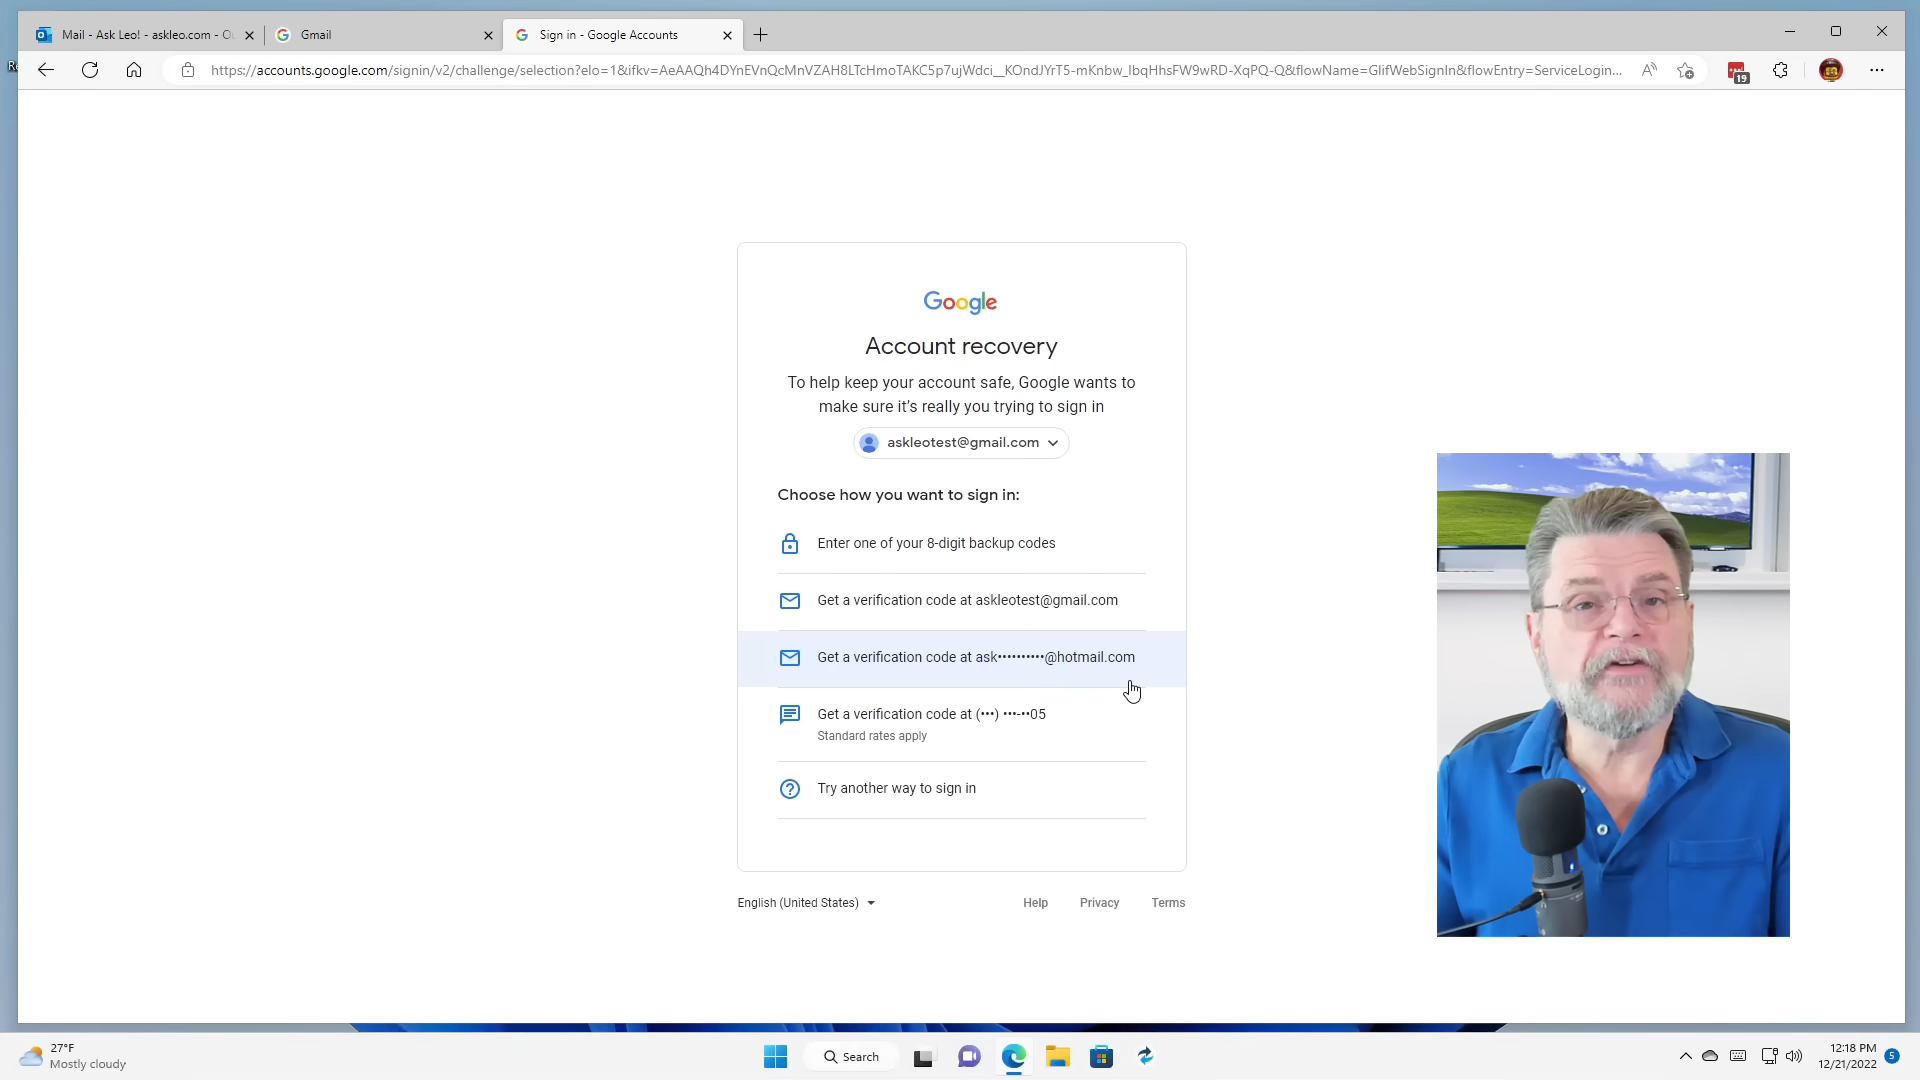 Mail - Ask Leo! - askleo.com - Ou
Gmail
Sign in - Google Accounts
https://accounts.google.com/signin/v2/challenge/selection?elo=1&ifkv=AeAAQh4DYnEVnQcMnVZAH8LTcHmoTAKC5p7ujWdci__KOndJYrT5-mKnbw_IbqHhsFW9wRD-XqPQ-Q&flowName=GlifWebSignIn&flowEntry=ServiceLogin...
19
Google
Account recovery
To help keep your account safe, Google wants to
make sure it’s really you trying to sign in
askleotest@gmail.com
Choose how you want to sign in:
Enter one of your 8-digit backup codes
Get a verification code at askleotest@gmail.com
Get a verification code at ask••••••••••@hotmail.com
Get a verification code at (•••) •••-••05
Standard rates apply
Try another way to sign in
English (United States)
Help Privacy Terms
27°F
Mostly cloudy
Search
12:18 PM
12/21/2022
5